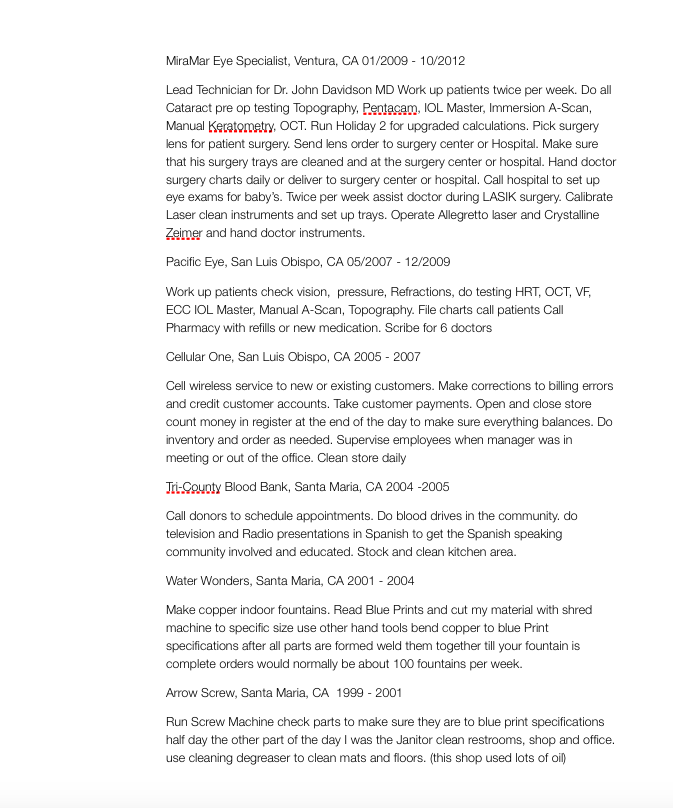 MiraMar Eye Specialist, Ventura, CA 01/2009 - 10/2012
Lead Technician for Dr. John Davidson MD Work up patients twice per week. Do all
Cataract pre op testing Topography, Pentacam, IOL Master, Immersion A-Scan,
Manual Keratometry, OCT. Run Holiday 2 for upgraded calculations. Pick surgery
lens for patient surgery. Send lens order to surgery center or Hospital. Make sure
that his surgery trays are cleaned and at the surgery center or hospital. Hand doctor
surgery charts daily or deliver to surgery center or hospital. Call hospital to set up
eye exams for baby's. Twice per week assist doctor during LASIK surgery. Calibrate
Laser clean instruments and set up trays. Operate Allegretto laser and Crystalline
Zeimer and hand doctor instruments.
Pacific Eye, San Luis Obispo, CA 05/2007 - 12/2009
Work up patients check vision,  pressure, Refractions, do testing HRT, OCT, VF,
ECC IOL Master, Manual A-Scan, Topography. File charts call patients Call
Pharmacy with refills or new medication. Scribe for 6 doctors
Cellular One, San Luis Obispo, CA 2005 - 2007
Cell wireless service to new or existing customers. Make corrections to billing errors
and credit customer accounts. Take customer payments. Open and close store
count money in register at the end of the day to make sure everything balances. Do
inventory and order as needed. Supervise employees when manager was in
meeting or out of the office. Clean store daily
Tri-County Blood Bank, Santa Maria, CA 2004 -2005
Call donors to schedule appointments. Do blood drives in the community. do
television and Radio presentations in Spanish to get the Spanish speaking
community involved and educated. Stock and clean kitchen area.
Water Wonders, Santa Maria, CA 2001 - 2004
Make copper indoor fountains. Read Blue Prints and cut my material with shred
machine to specific size use other hand tools bend copper to blue Print
specifications after all parts are formed weld them together till your fountain is
complete orders would normally be about 100 fountains per week.
Arrow Screw, Santa Maria, CA  1999 - 2001
Run Screw Machine check parts to make sure they are to blue print specifications
half day the other part of the day I was the Janitor clean restrooms, shop and office.
use cleaning degreaser to clean mats and floors. (this shop used lots of oil)